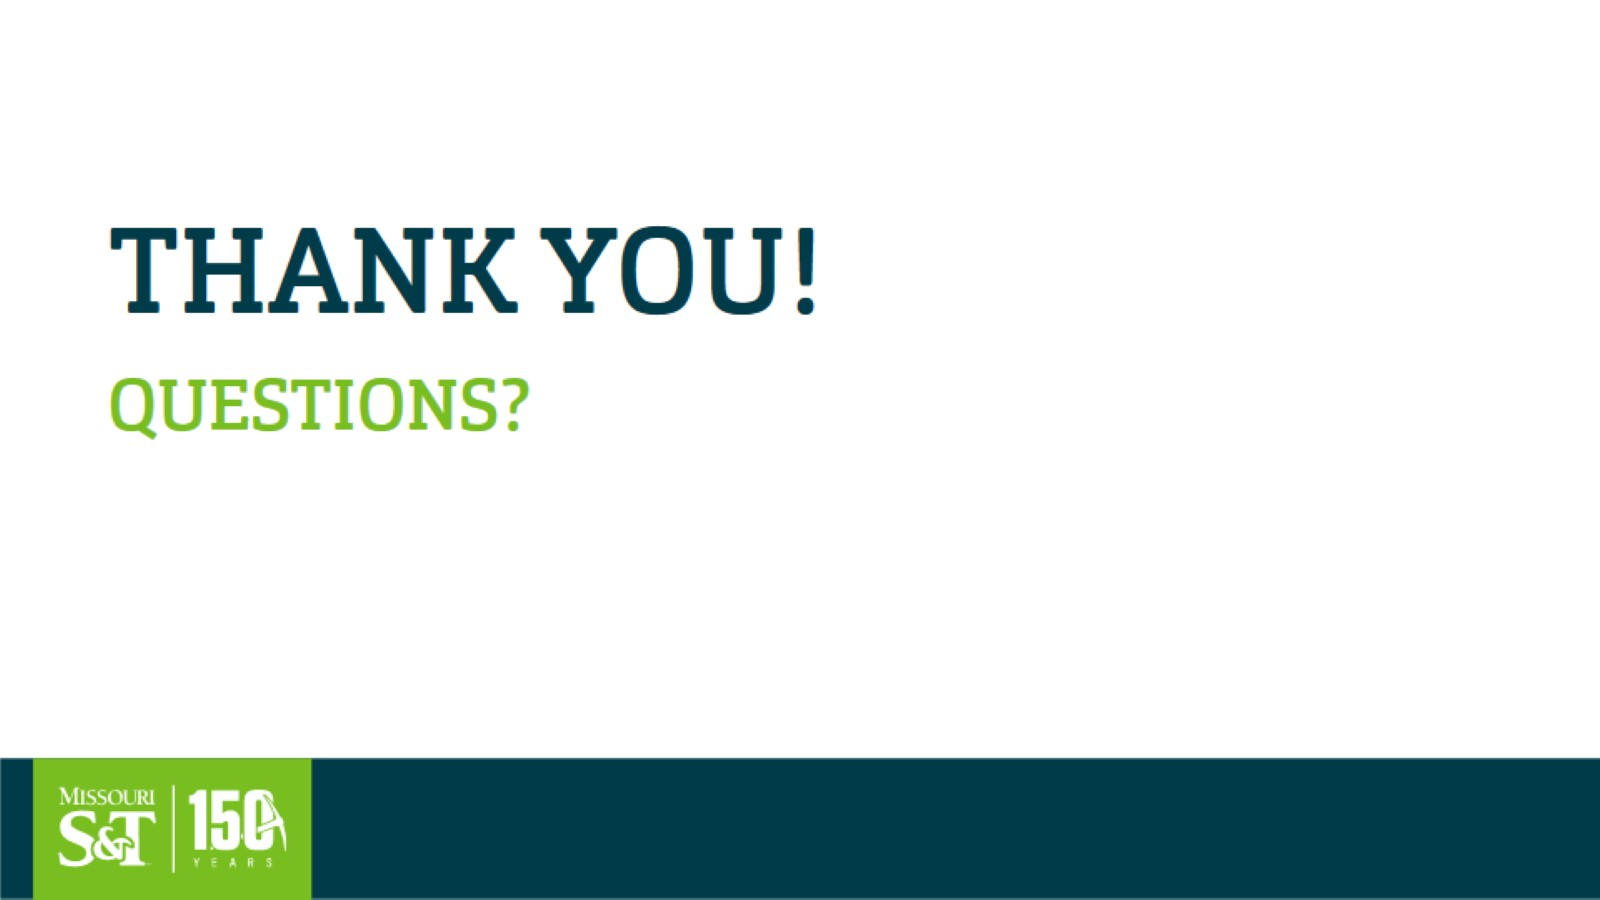 THANK YOU!
QUESTIONS?
MISSOURI
S&T
150
YEARS